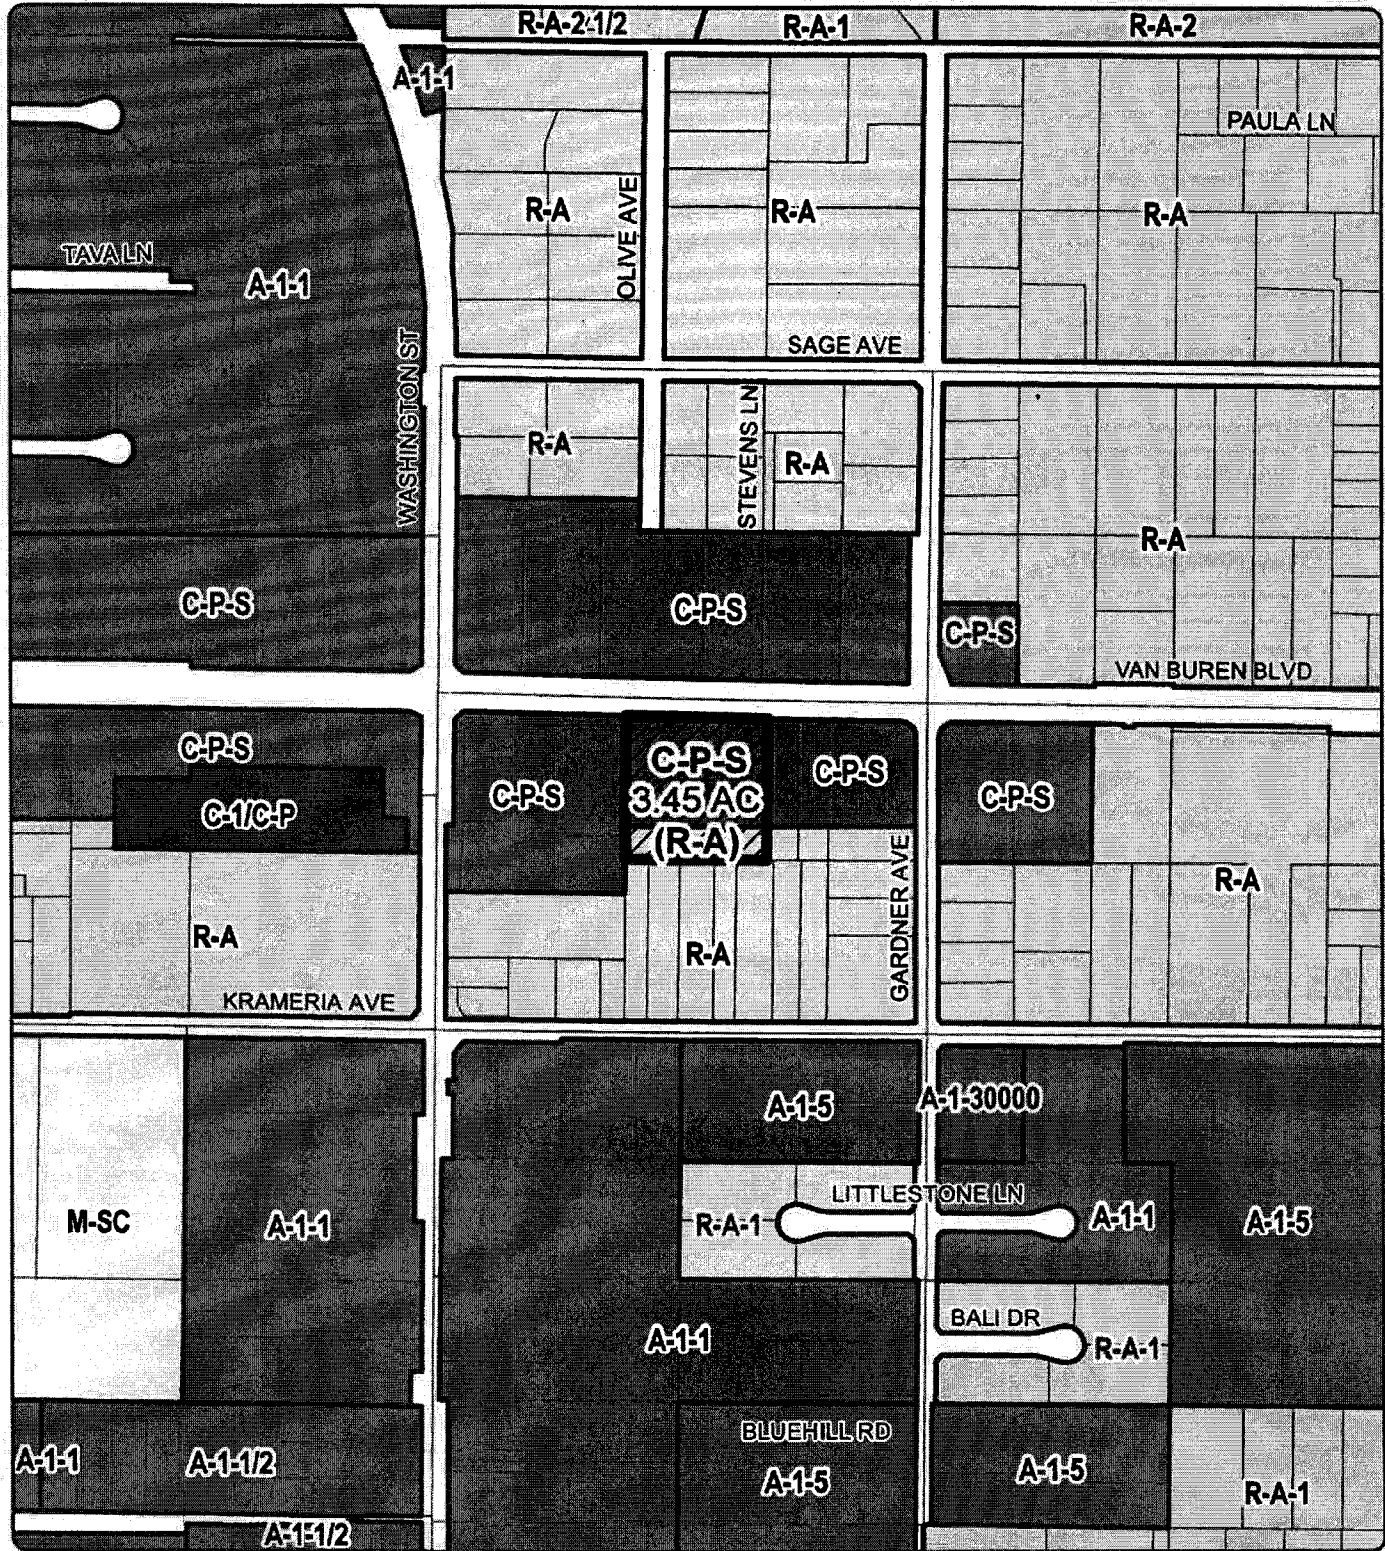 R-A-2-1/2
R-A-1
R-A-2
A-1-1
PAULA LN
R-A
OLIVE AVE
R-A
R-A
TAVA LN
A-1-1
WASHINGTON ST
SAGE AVE
R-A
STEVENS LN
R-A
R-A
C-P-S
C-P-S
C-P-S
VAN BUREN BLVD
C-P-S
C-1/C-P
C-P-S
C-P-S
3.45 AC
(R-A)
C-P-S
C-P-S
GARDNER AVE
R-A
R-A
R-A
KRAMERIA AVE
A-1-5
A-1-30000
LITTLESTONE LN
M-SC
A-1-1
R-A-1
A-1-1
A-1-5
BALI DR
A-1-1
R-A-1
BLUEHILL RD
A-1-1
A-1-1/2
A-1-5
A-1-5
R-A-1
A-1-1/2